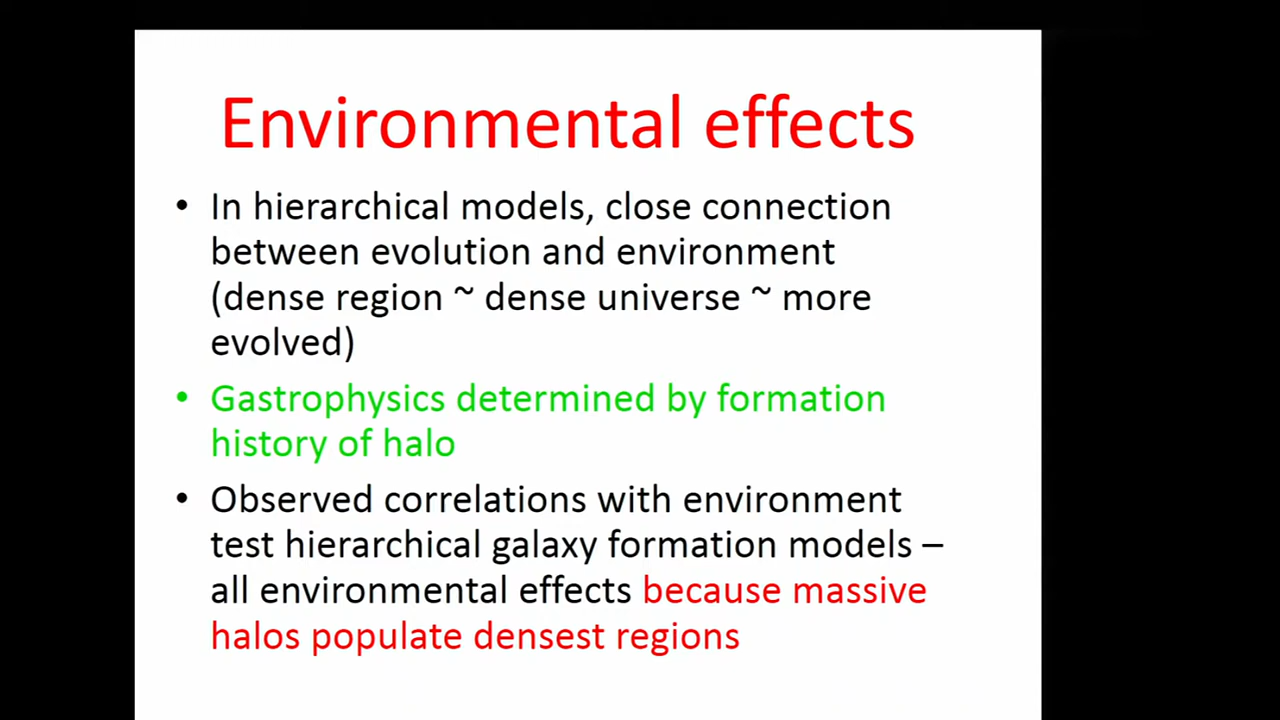 Environmental effects
• In hierarchical models, close connection
between evolution and environment
(dense region ~ dense universe ~ more
evolved)
• Gastrophysics determined by formation
history of halo
• Observed correlations with environment
test hierarchical galaxy formation models –
all environmental effects because massive
halos populate densest regions